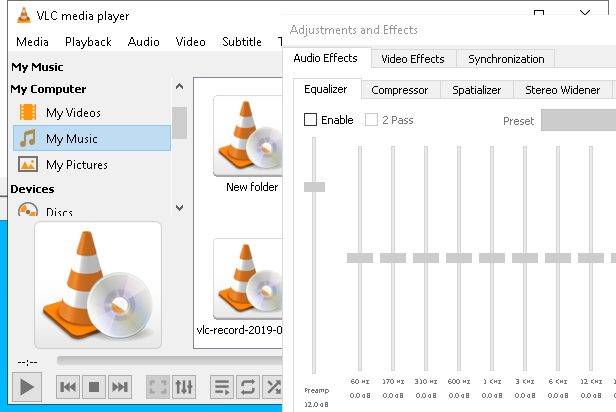 VLC media player
Media Playback Audio Video Subtitle
My Music
My Computer
My Videos
My Music
My Pictures
Devices
Discs
New folder
vlc-record-2019-0
--:--
Adjustments and Effects
Audio Effects Video Effects Synchronization
Equalizer Compressor Spatializer Stereo Widener
Enable 2 Pass Preset
60 Hz 170 Hz 310 Hz 600 Hz 1 KHz 3 KHz 6 KHz 12 KHz
0.0 dB 0.0 dB 0.0 dB 0.0 dB 0.0 dB 0.0 dB 0.0 dB 0.0 dB
Preamp
12.0 dB